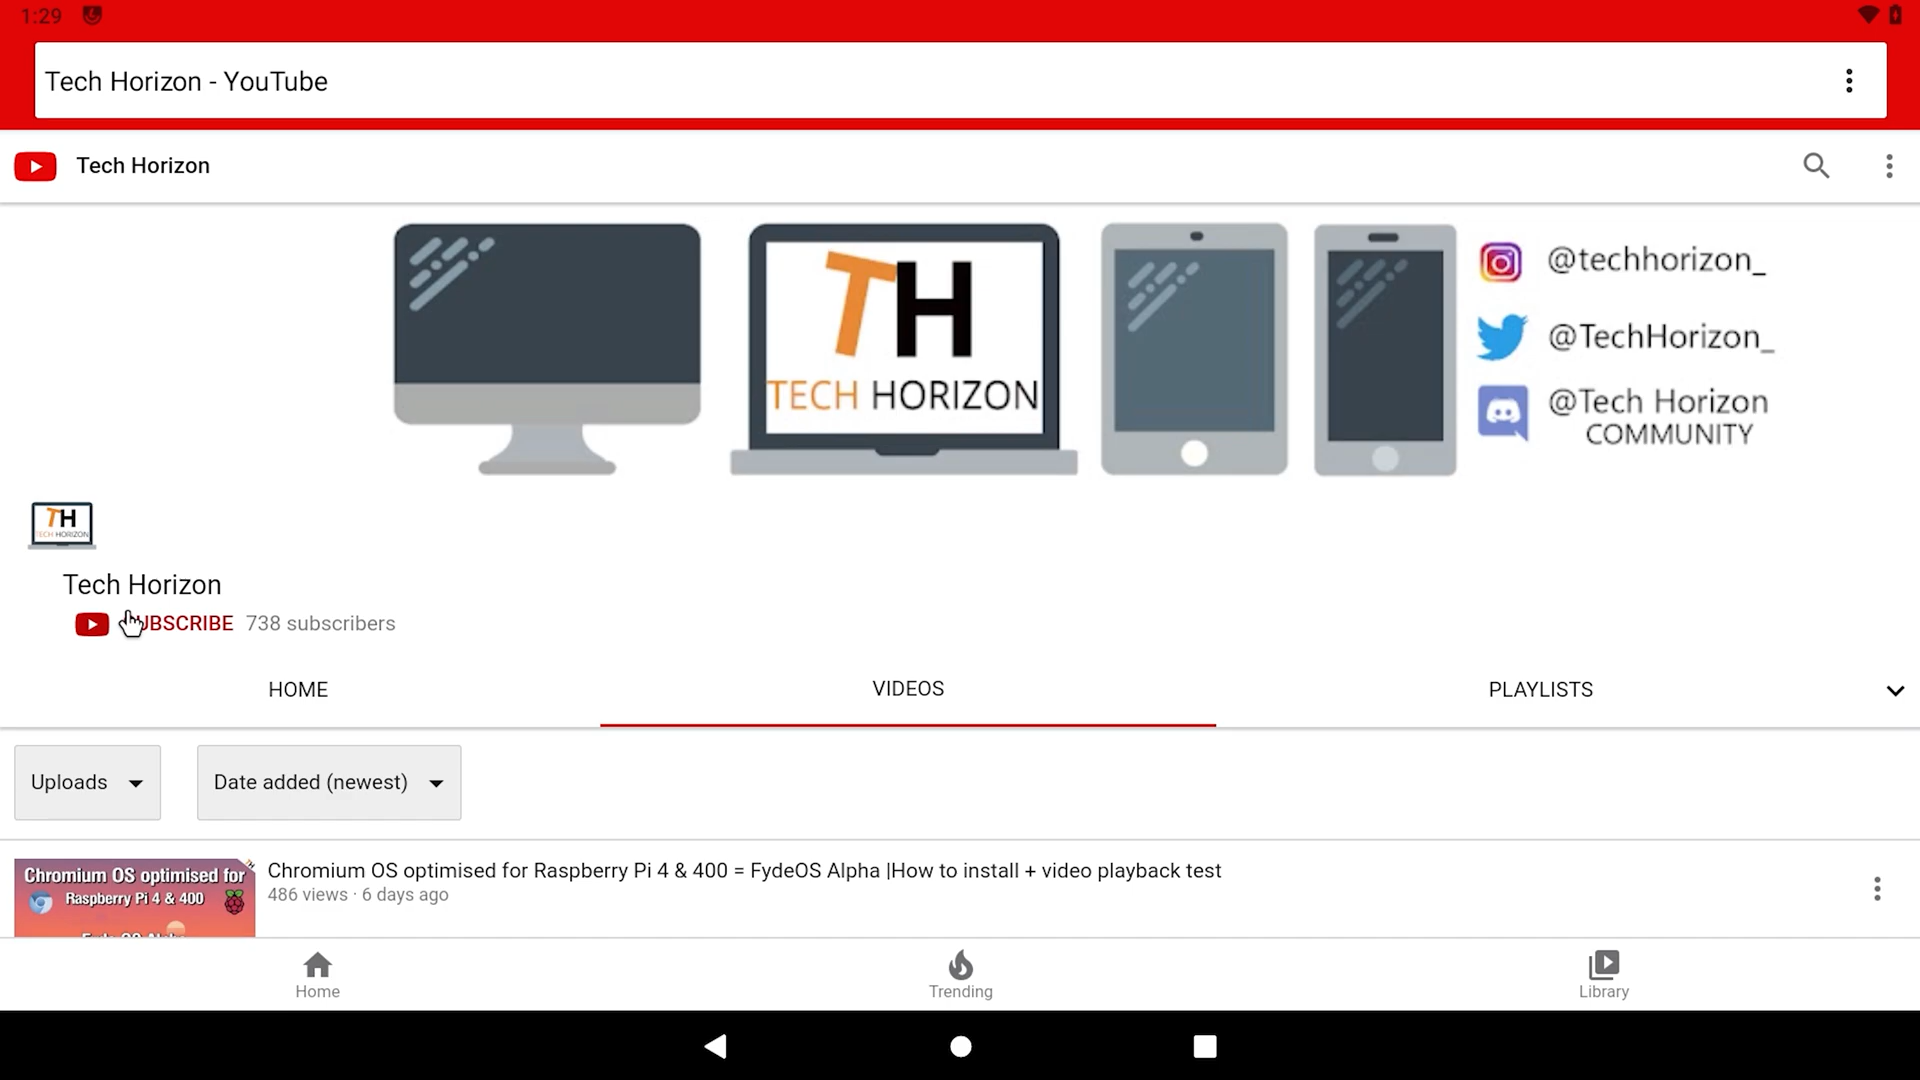 1:29
Tech Horizon - YouTube
Tech Horizon
TH
TECH HORIZON
@techhorizon_
@TechHorizon_
@Tech Horizon
COMMUNITY
TH
TECH HORIZON
Tech Horizon
UBSCRIBE 738 subscribers
HOME VIDEOS PLAYLISTS
Uploads Date added (newest)
Chromium OS optimised for
Raspberry Pi 4 & 400
Chromium OS optimised for Raspberry Pi 4 & 400 = FydeOS Alpha |How to install + video playback test
486 views · 6 days ago
Home Trending Library